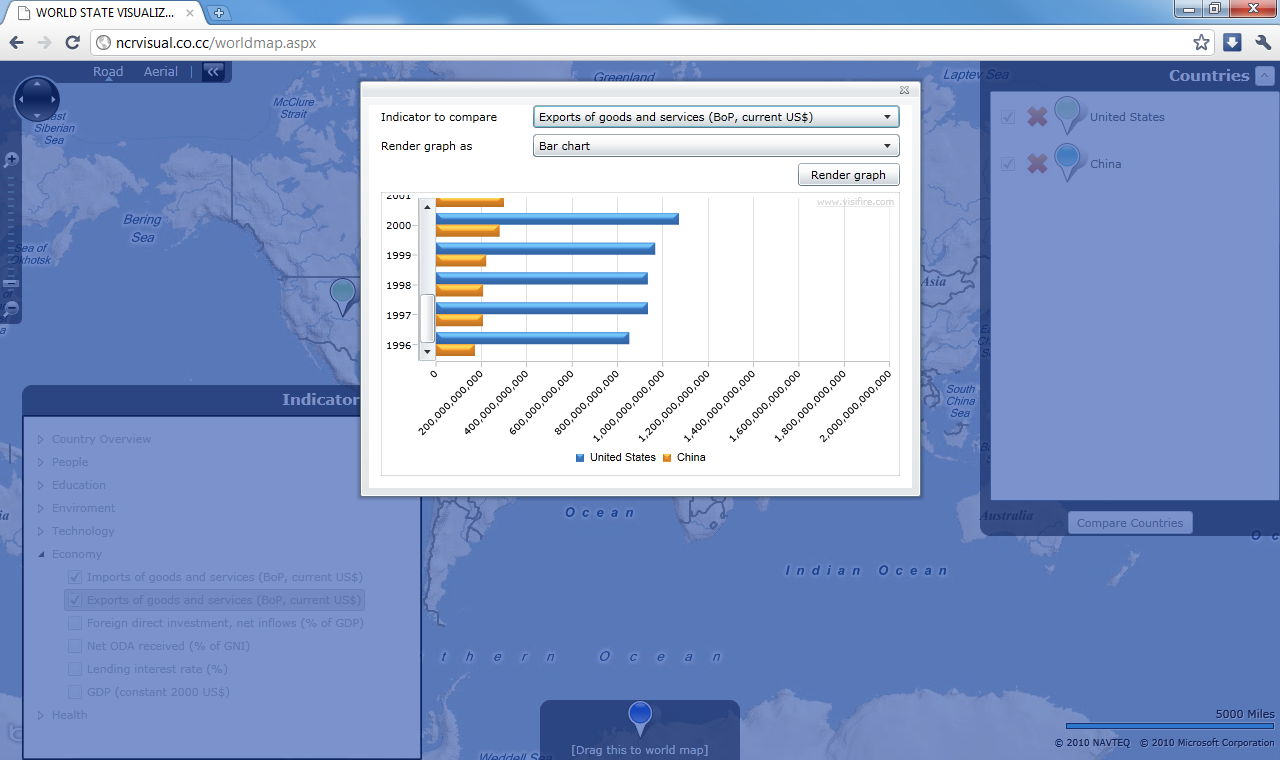 WORLD STATE VISUALIZ...
ncrvisual.co.cc/worldmap.aspx
Road Aerial |
Greenland
Laptev Sea
Countries
McClure
Strait
East
Siberian
Sea
Indicator to compare
Exports of goods and services (BoP, current US$)
United States
Render graph as
Bar chart
China
Render graph
www.visifire.com
2001
2000
1999
1998
1997
1996
Bering
Sea
Sea of
Okhotsk
Asia
0
200,000,000,000
400,000,000,000
600,000,000,000
800,000,000,000
1,000,000,000,000
1,200,000,000,000
1,400,000,000,000
1,600,000,000,000
1,800,000,000,000
2,000,000,000,000
United States
China
South
China
Sea
Indicator
Country Overview
People
Education
Enviroment
Technology
Economy
Imports of goods and services (BoP, current US$)
Exports of goods and services (BoP, current US$)
Foreign direct investment, net inflows (% of GDP)
Net ODA received (% of GNI)
Lending interest rate (%)
GDP (constant 2000 US$)
Health
Ocean
Australia
Compare Countries
Indian Ocean
thern Ocean
[Drag this to world map]
Weddell Sea
5000 Miles
© 2010 NAVTEQ © 2010 Microsoft Corporation